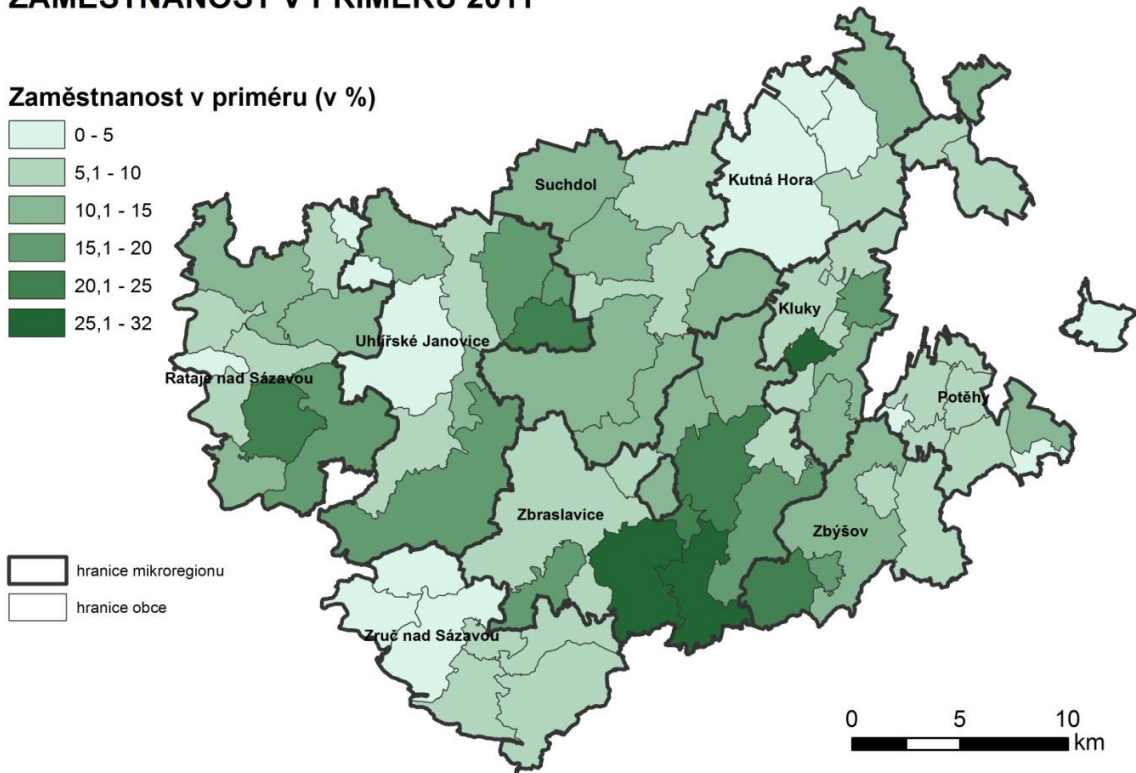 ZAMĚSTNANOST V PRIMÉRU 2011
Zaměstnanost v priméru (v %)
0 - 5
5,1 - 10
10,1 - 15
15,1 - 20
20,1 - 25
25,1 - 32
Suchdol
Kutná Hora
Kluky
Uhlířské Janovice
Rataje nad Sázavou
Potěhy
Zbraslavice
Zbýšov
Zruč nad Sázavou
hranice mikroregionu
hranice obce
0 5 10
km